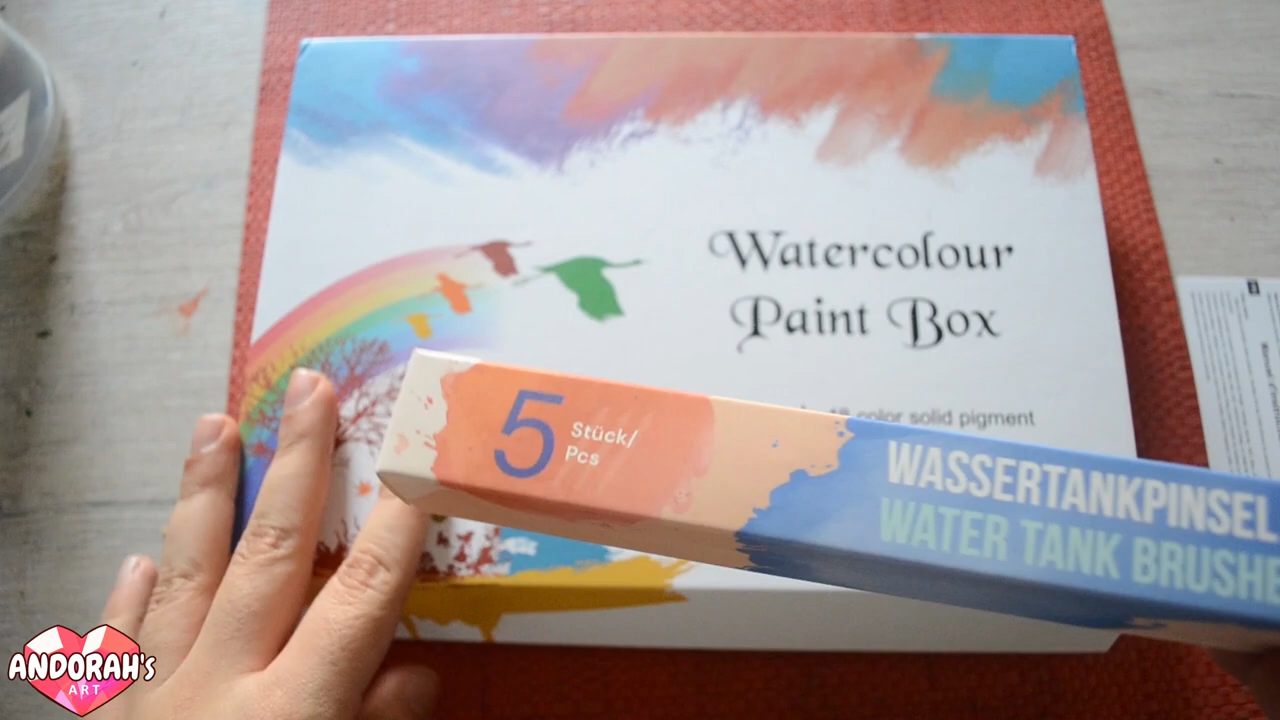 Watercolour
Paint Box
color solid pigment
5
Stück/
Pcs
WASSERTANKPINSEL
WATER TANK BRUSHE
ANDORAH'S
ART